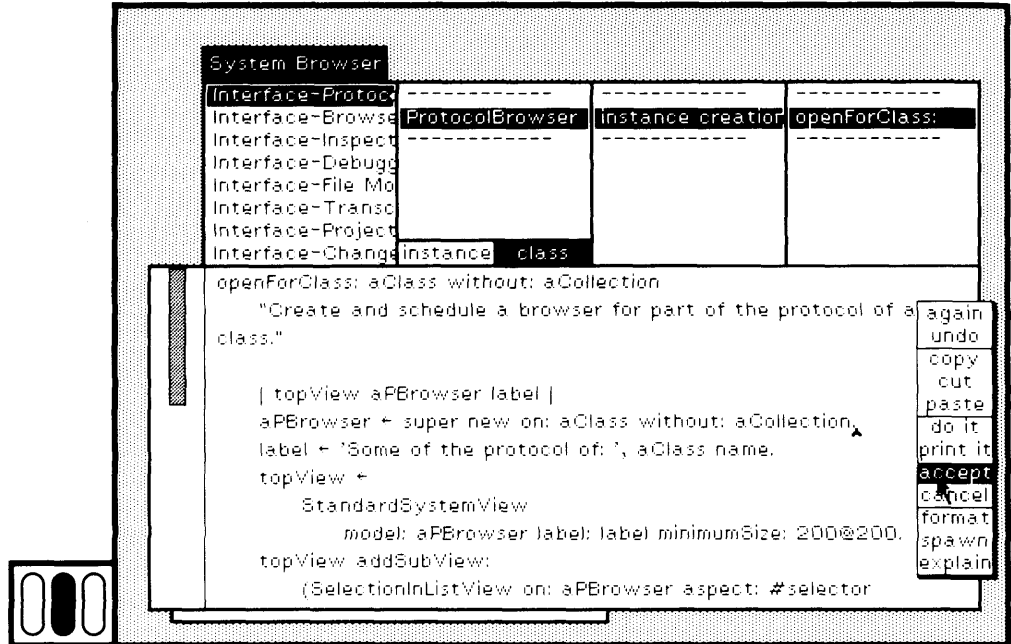 System Browser
Interface-Protoc
Interface-Browse
Interface-Inspect
Interface-Debugg
Interface-File Mo
Interface-Transc
Interface-Project
Interface-Change
------------
ProtocolBrowser
------------
instance class
------------
instance creation
------------
------------
openForClass:
------------
openForClass: aClass without: aCollection
"Create and schedule a browser for part of the protocol of a
class."
| topView aPBrowser label |
aPBrowser ← super new on: aClass without: aCollection.
label ← 'Some of the protocol of: ', aClass name.
topView ←
StandardSystemView
model: aPBrowser label: label minimumSize: 200@200.
topView addSubView:
(SelectionInListView on: aPBrowser aspect: #selector
again
undo
copy
cut
paste
do it
print it
accept
cancel
format
spawn
explain